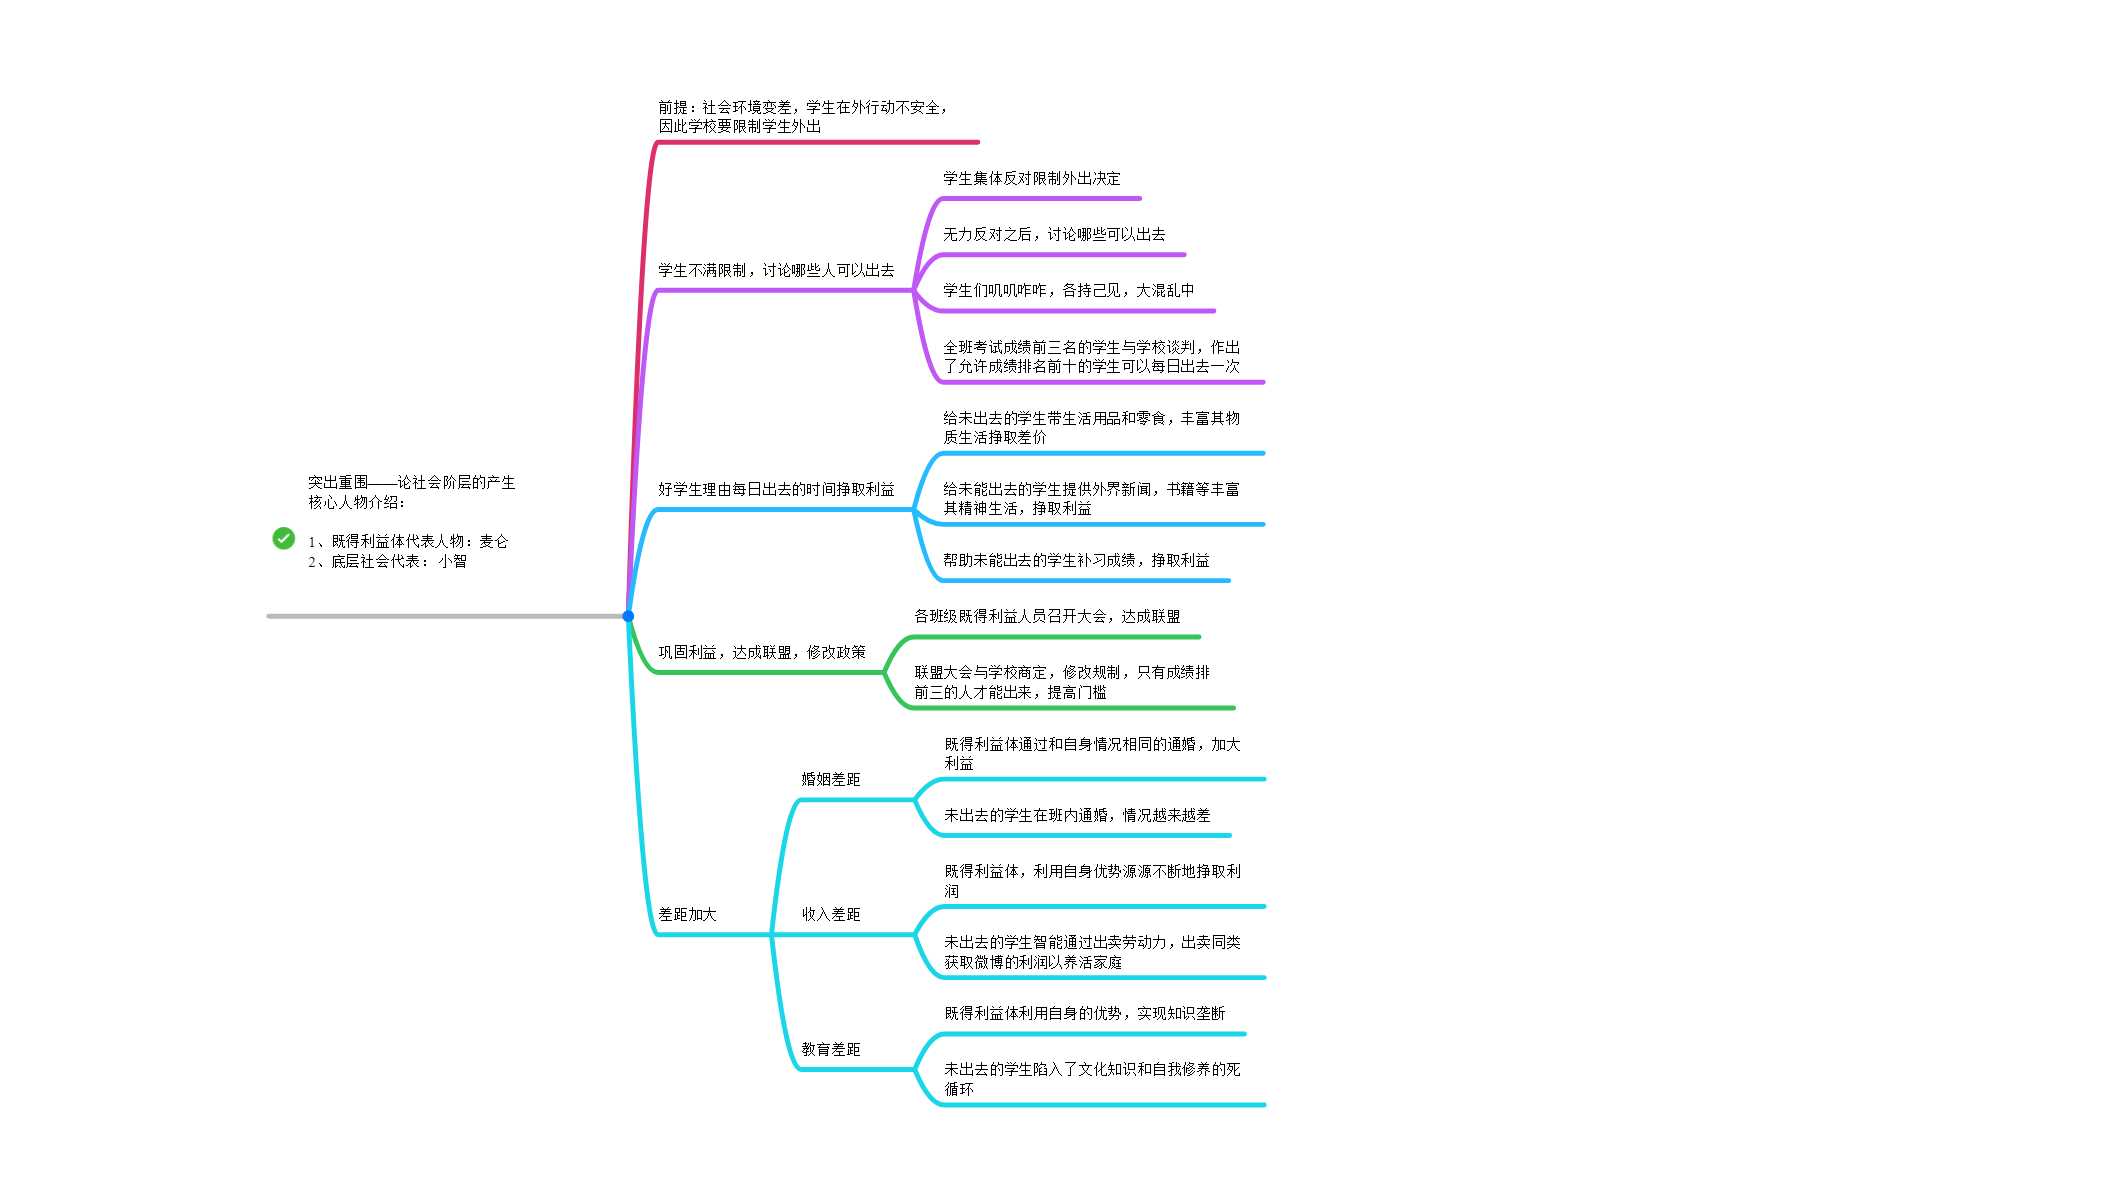 突出重围——论社会阶层的产生
核心人物介绍：
1、既得利益体代表人物：麦仑
2、底层社会代表： 小智
前提：社会环境变差，学生在外行动不安全，
因此学校要限制学生外出
学生不满限制，讨论哪些人可以出去
学生集体反对限制外出决定
无力反对之后，讨论哪些可以出去
学生们叽叽咋咋，各持己见，大混乱中
全班考试成绩前三名的学生与学校谈判，作出
了允许成绩排名前十的学生可以每日出去一次
好学生理由每日出去的时间挣取利益
给未出去的学生带生活用品和零食，丰富其物
质生活挣取差价
给未能出去的学生提供外界新闻，书籍等丰富
其精神生活，挣取利益
帮助未能出去的学生补习成绩，挣取利益
巩固利益，达成联盟，修改政策
各班级既得利益人员召开大会，达成联盟
联盟大会与学校商定，修改规制，只有成绩排
前三的人才能出来，提高门槛
差距加大
婚姻差距
既得利益体通过和自身情况相同的通婚，加大
利益
未出去的学生在班内通婚，情况越来越差
收入差距
既得利益体，利用自身优势源源不断地挣取利
润
未出去的学生智能通过出卖劳动力，出卖同类
获取微博的利润以养活家庭
教育差距
既得利益体利用自身的优势，实现知识垄断
未出去的学生陷入了文化知识和自我修养的死
循环